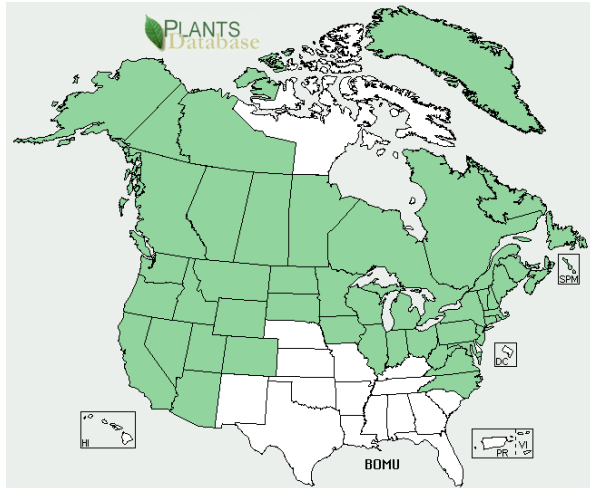 PLANTS
Database
SPM
DC
HI
PR
VI
BOMU